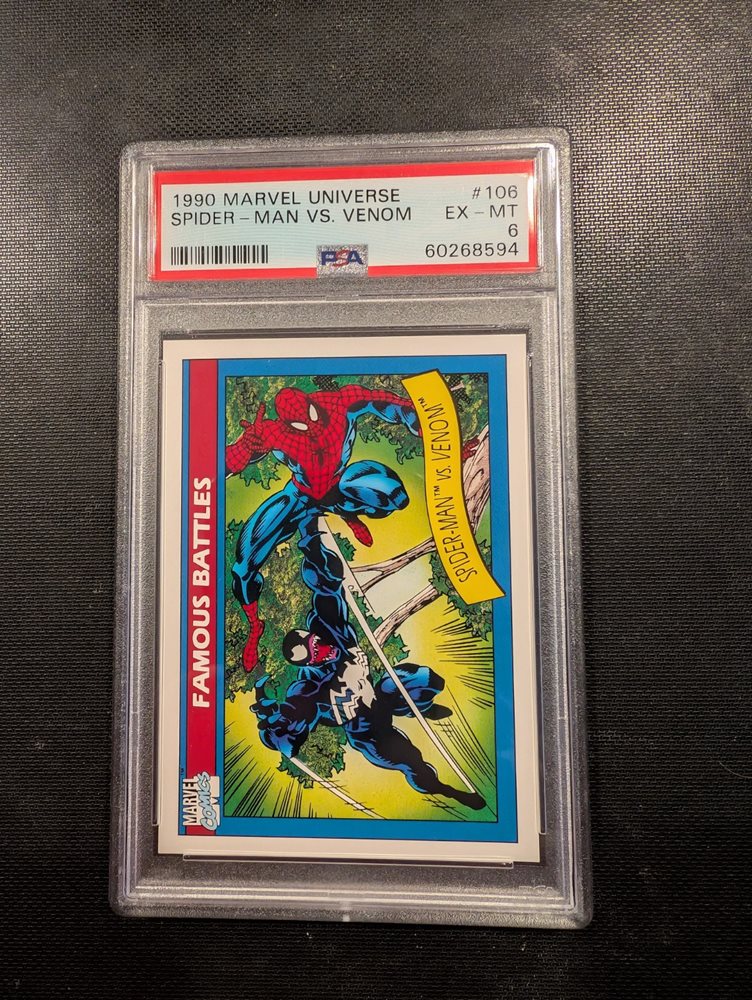 1990 MARVEL UNIVERSE #106
SPIDER-MAN VS. VENOM EX-MT
6
PSA 60268594
FAMOUS BATTLES
SPIDER-MAN™ VS. VENOM™
MARVEL™
COMICS